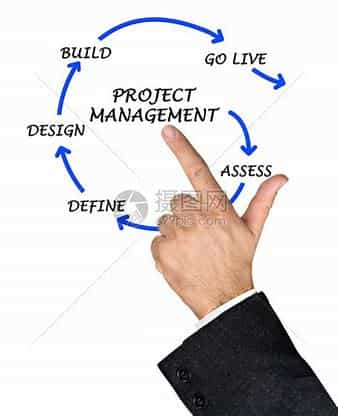 BUILD
GO LIVE
PROJECT
MANAGEMENT
DESIGN
ASSESS
DEFINE